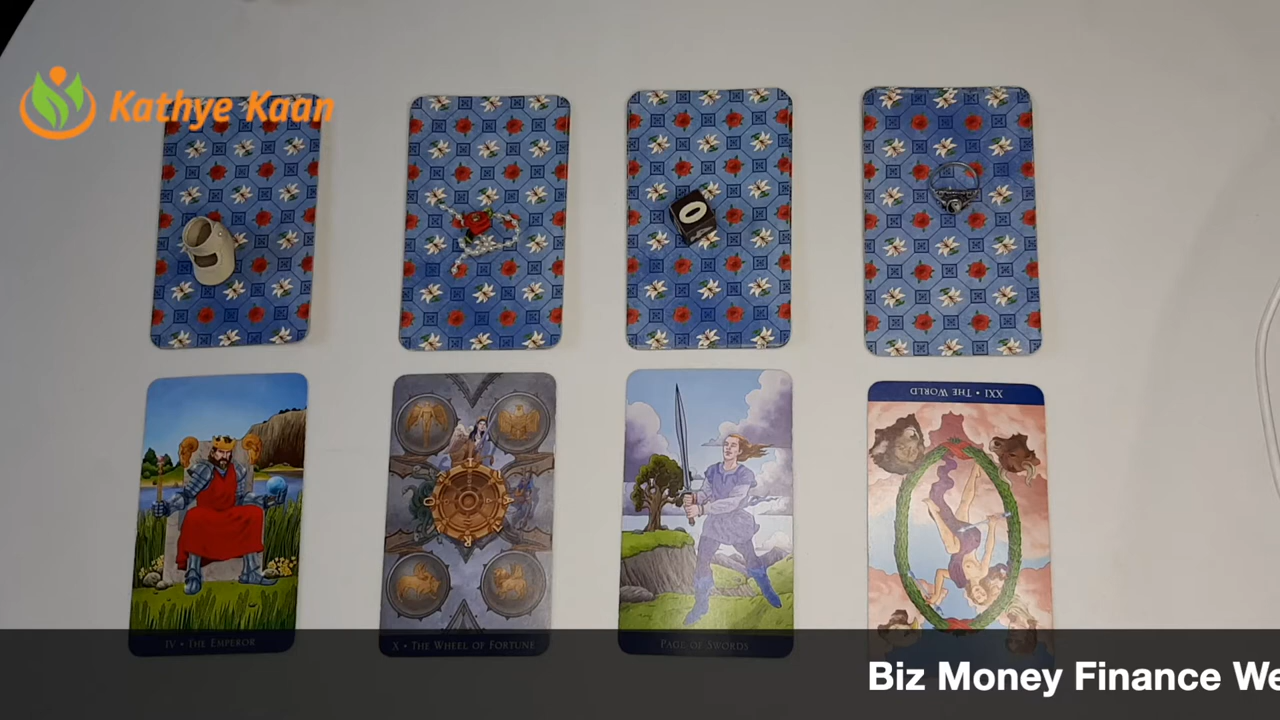 Kathye Kaan
XXI • THE WORLD
IV • THE EMPEROR
X • THE WHEEL OF FORTUNE
PAGE OF SWORDS
Biz Money Finance We